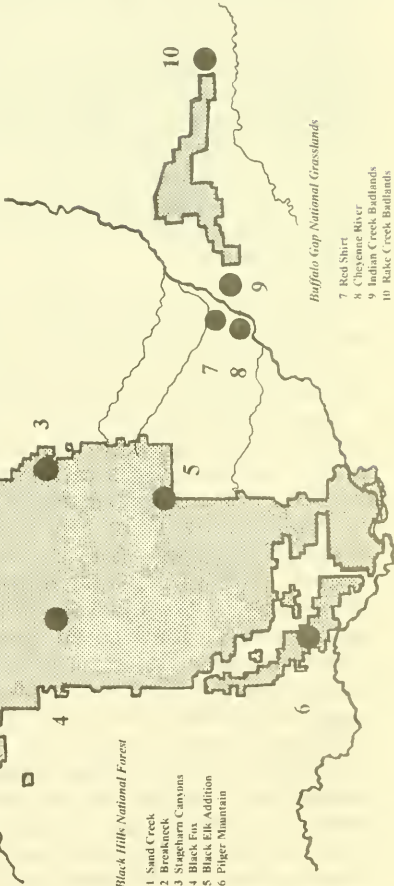 Black Hills National Forest
1 Sand Creek
2 Breakneck
3 Stagebarn Canyons
4 Black Fox
5 Black Elk Addition
6 Pilger Mountain
3
4
5
6
7
8
9
10
Buffalo Gap National Grasslands
7 Red Shirt
8 Cheyenne River
9 Indian Creek Badlands
10 Rake Creek Badlands